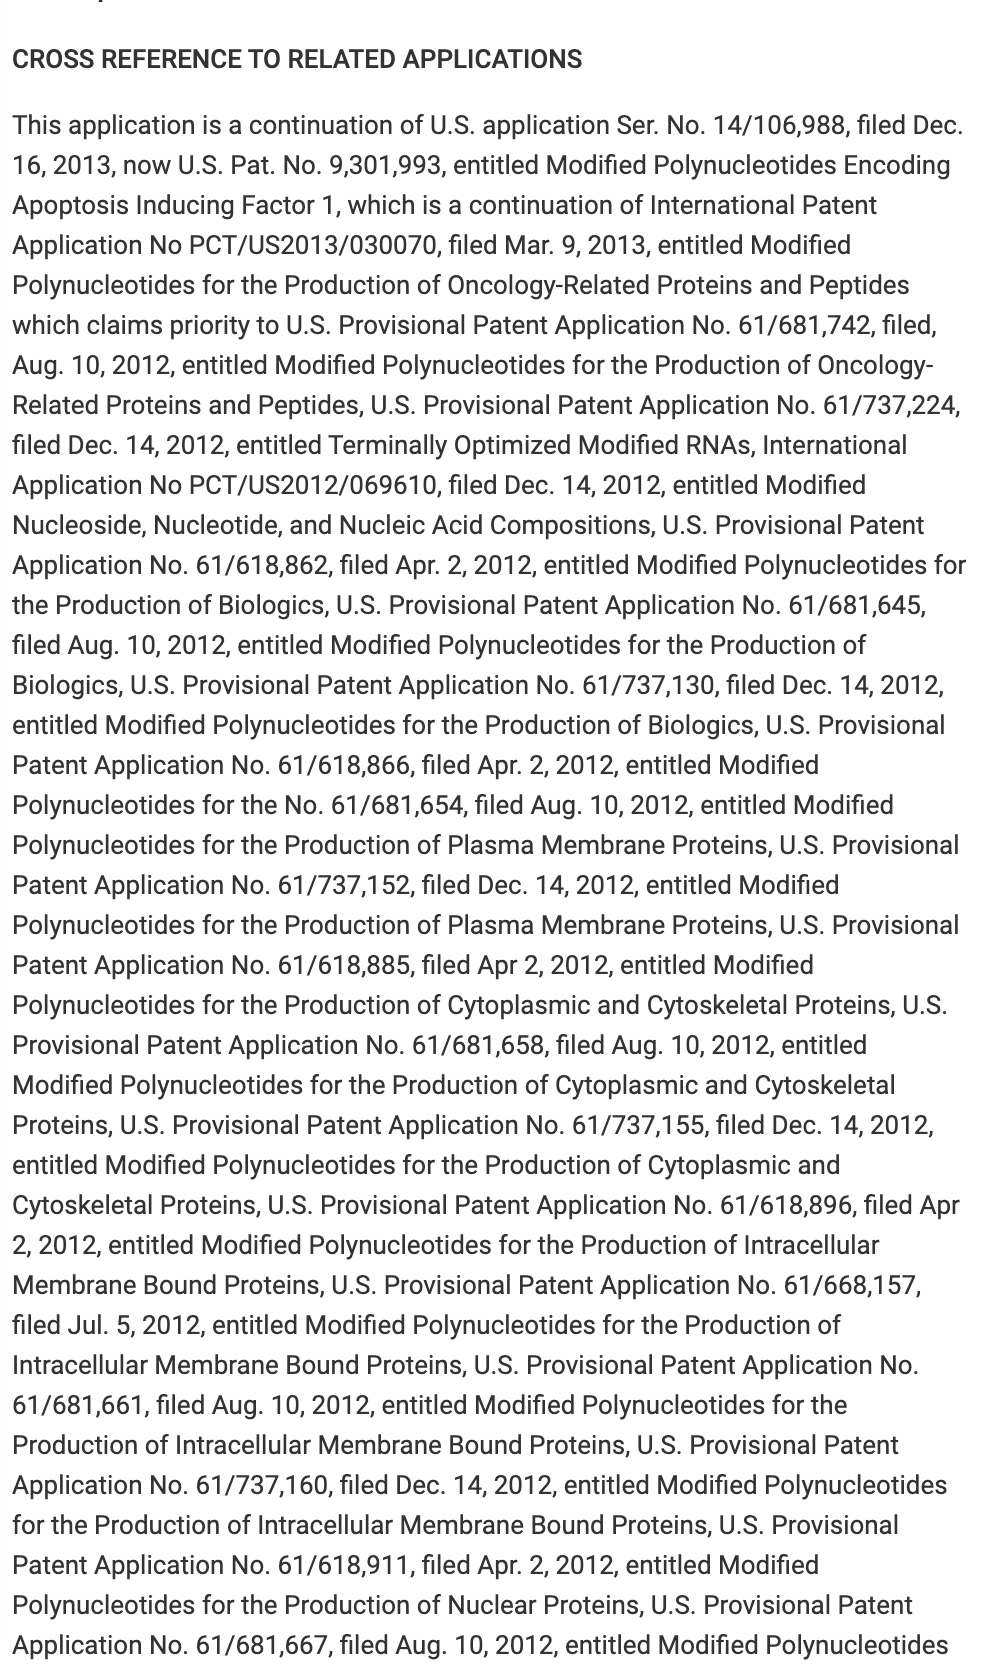 CROSS REFERENCE TO RELATED APPLICATIONS
This application is a continuation of U.S. application Ser. No. 14/106,988, filed Dec.
16, 2013, now U.S. Pat. No. 9,301,993, entitled Modified Polynucleotides Encoding
Apoptosis Inducing Factor 1, which is a continuation of International Patent
Application No PCT/US2013/030070, filed Mar. 9, 2013, entitled Modified
Polynucleotides for the Production of Oncology-Related Proteins and Peptides
which claims priority to U.S. Provisional Patent Application No. 61/681,742, filed,
Aug. 10, 2012, entitled Modified Polynucleotides for the Production of Oncology-
Related Proteins and Peptides, U.S. Provisional Patent Application No. 61/737,224,
filed Dec. 14, 2012, entitled Terminally Optimized Modified RNAs, International
Application No PCT/US2012/069610, filed Dec. 14, 2012, entitled Modified
Nucleoside, Nucleotide, and Nucleic Acid Compositions, U.S. Provisional Patent
Application No. 61/618,862, filed Apr. 2, 2012, entitled Modified Polynucleotides for
the Production of Biologics, U.S. Provisional Patent Application No. 61/681,645,
filed Aug. 10, 2012, entitled Modified Polynucleotides for the Production of
Biologics, U.S. Provisional Patent Application No. 61/737,130, filed Dec. 14, 2012,
entitled Modified Polynucleotides for the Production of Biologics, U.S. Provisional
Patent Application No. 61/618,866, filed Apr. 2, 2012, entitled Modified
Polynucleotides for the No. 61/681,654, filed Aug. 10, 2012, entitled Modified
Polynucleotides for the Production of Plasma Membrane Proteins, U.S. Provisional
Patent Application No. 61/737,152, filed Dec. 14, 2012, entitled Modified
Polynucleotides for the Production of Plasma Membrane Proteins, U.S. Provisional
Patent Application No. 61/618,885, filed Apr 2, 2012, entitled Modified
Polynucleotides for the Production of Cytoplasmic and Cytoskeletal Proteins, U.S.
Provisional Patent Application No. 61/681,658, filed Aug. 10, 2012, entitled
Modified Polynucleotides for the Production of Cytoplasmic and Cytoskeletal
Proteins, U.S. Provisional Patent Application No. 61/737,155, filed Dec. 14, 2012,
entitled Modified Polynucleotides for the Production of Cytoplasmic and
Cytoskeletal Proteins, U.S. Provisional Patent Application No. 61/618,896, filed Apr
2, 2012, entitled Modified Polynucleotides for the Production of Intracellular
Membrane Bound Proteins, U.S. Provisional Patent Application No. 61/668,157,
filed Jul. 5, 2012, entitled Modified Polynucleotides for the Production of
Intracellular Membrane Bound Proteins, U.S. Provisional Patent Application No.
61/681,661, filed Aug. 10, 2012, entitled Modified Polynucleotides for the
Production of Intracellular Membrane Bound Proteins, U.S. Provisional Patent
Application No. 61/737,160, filed Dec. 14, 2012, entitled Modified Polynucleotides
for the Production of Intracellular Membrane Bound Proteins, U.S. Provisional
Patent Application No. 61/618,911, filed Apr. 2, 2012, entitled Modified
Polynucleotides for the Production of Nuclear Proteins, U.S. Provisional Patent
Application No. 61/681,667, filed Aug. 10, 2012, entitled Modified Polynucleotides